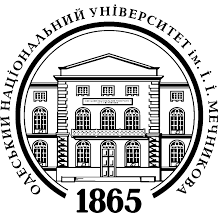 ОДЕСЬКИЙ НАЦІОНАЛЬНИЙ УНІВЕРСИТЕТ ім. І. І. МЕЧНИКОВА
1865